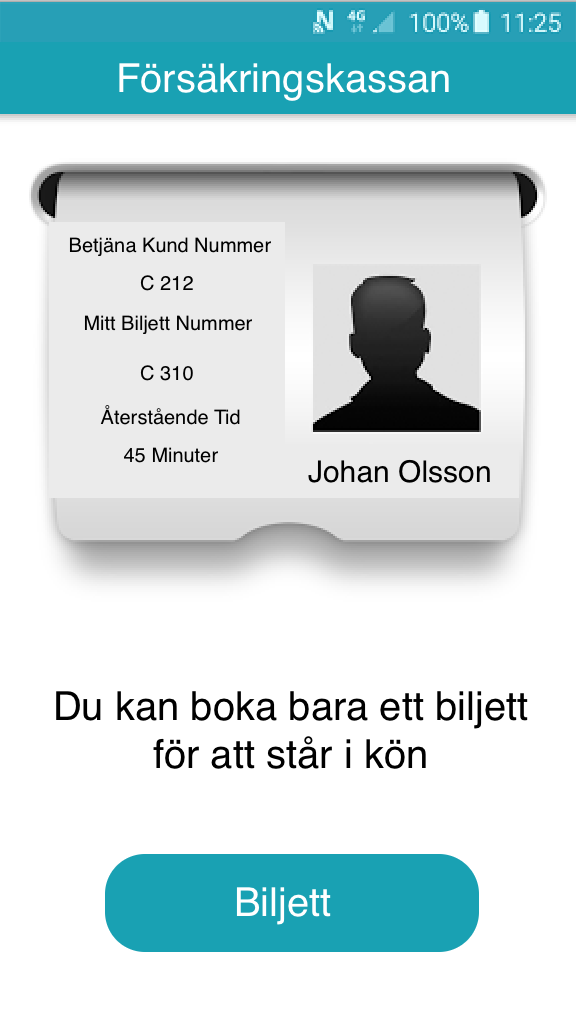 4G 100% 11:25
Försäkringskassan
Betjäna Kund Nummer
C 212
Mitt Biljett Nummer
C 310
Återstående Tid
45 Minuter
Johan Olsson
Du kan boka bara ett biljett
för att står i kön
Biljett